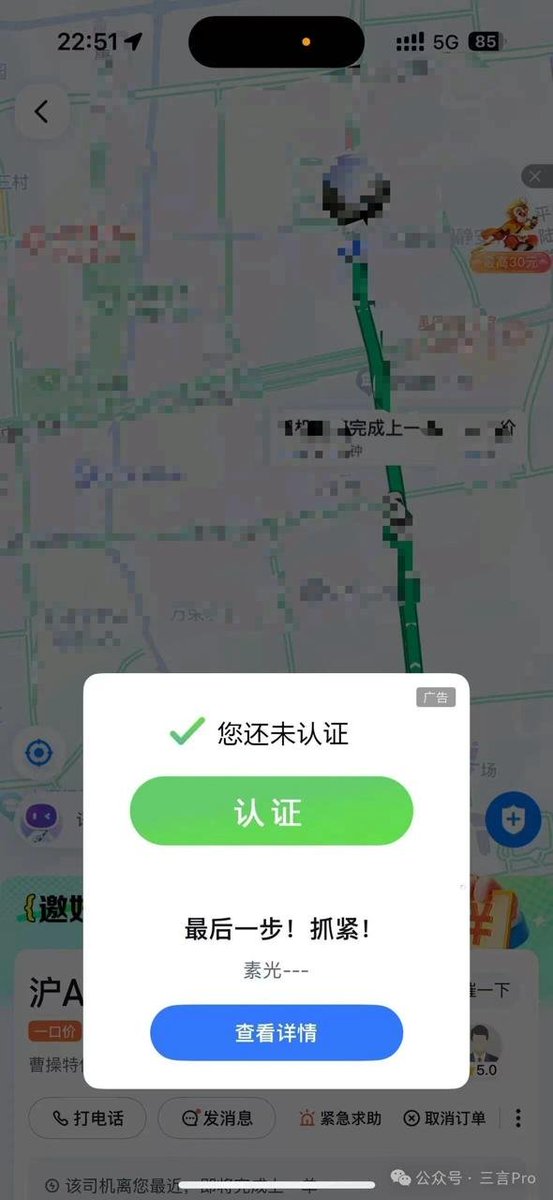 22:51
5G
85
三村
最高30元
完成上一
价
钟
广告
您还未认证
认证
最后一步！抓紧！
素光---
查看详情
场
{邀
沪A
催一下
一口价
曹操特
5.0
打电话
发消息
紧急求助
取消订单
该司机离您最近，即将完成上一单
公众号 · 三言Pro